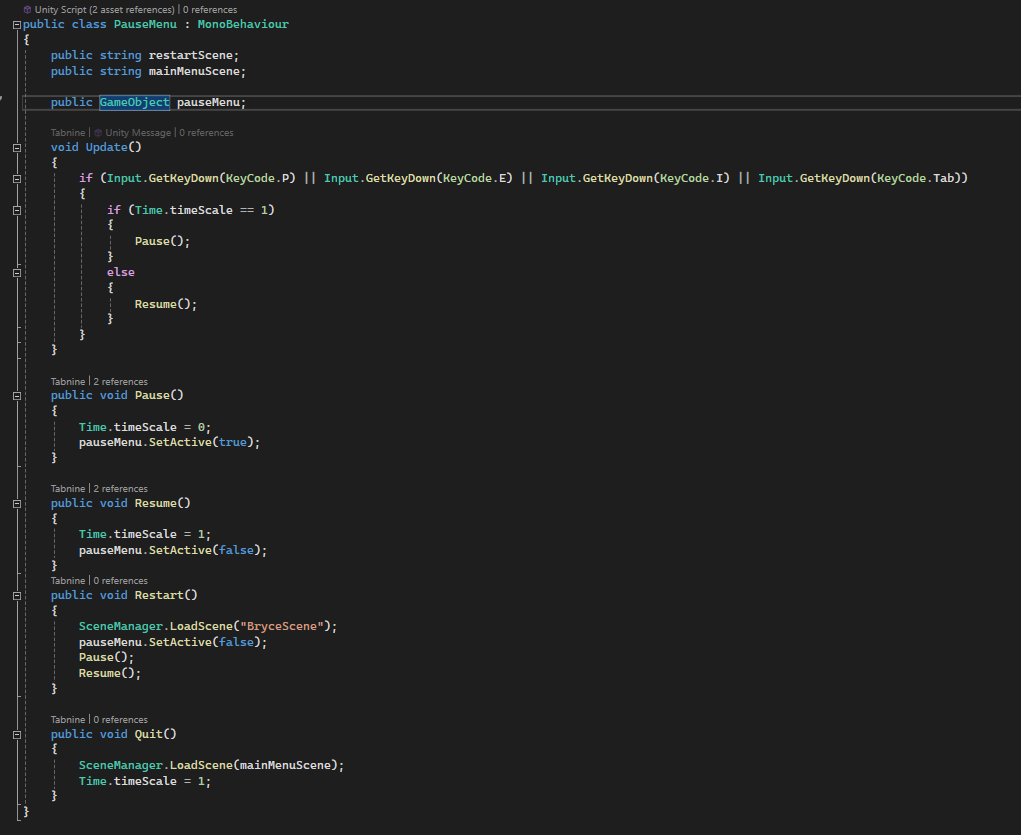 Unity Script (2 asset references) | 0 references
public class PauseMenu : MonoBehaviour
{
public string restartScene;
public string mainMenuScene;
public GameObject pauseMenu;
Tabnine | Unity Message | 0 references
void Update()
{
if (Input.GetKeyDown(KeyCode.P) || Input.GetKeyDown(KeyCode.E) || Input.GetKeyDown(KeyCode.I) || Input.GetKeyDown(KeyCode.Tab))
{
if (Time.timeScale == 1)
{
Pause();
}
else
{
Resume();
}
}
}
Tabnine | 2 references
public void Pause()
{
Time.timeScale = 0;
pauseMenu.SetActive(true);
}
Tabnine | 2 references
public void Resume()
{
Time.timeScale = 1;
pauseMenu.SetActive(false);
}
Tabnine | 0 references
public void Restart()
{
SceneManager.LoadScene("BryceScene");
pauseMenu.SetActive(false);
Pause();
Resume();
}
Tabnine | 0 references
public void Quit()
{
SceneManager.LoadScene(mainMenuScene);
Time.timeScale = 1;
}
}